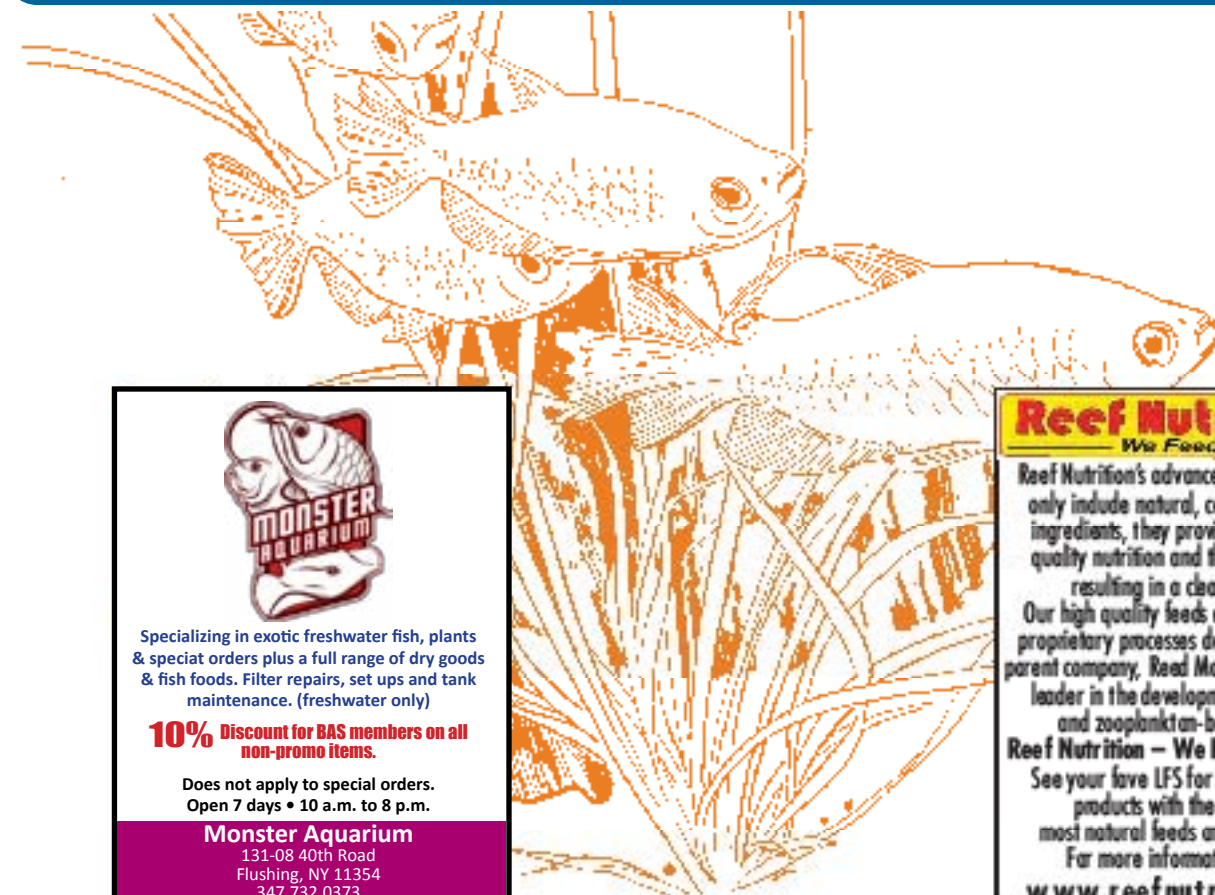 MONSTER
AQUARIUM
Specializing in exotic freshwater fish, plants
& speciat orders plus a full range of dry goods
& fish foods. Filter repairs, set ups and tank
maintenance. (freshwater only)
10% Discount for BAS members on all
non-promo items.
Does not apply to special orders.
Open 7 days • 10 a.m. to 8 p.m.
Monster Aquarium
131-08 40th Road
Flushing, NY 11354
347 732 0373
Reef Nut
We Feed
Reef Nutrition's advance
only include natural, c
ingredients, they provi
quality nutrition and t
resulting in a clea
Our high quality feeds
proprietary processes d
parent company, Reed M
leader in the developm
and zooplankton-b
Reef Nutrition – We
See your fave LFS for
products with the
most natural feeds a
For more informat
www.reefnutr